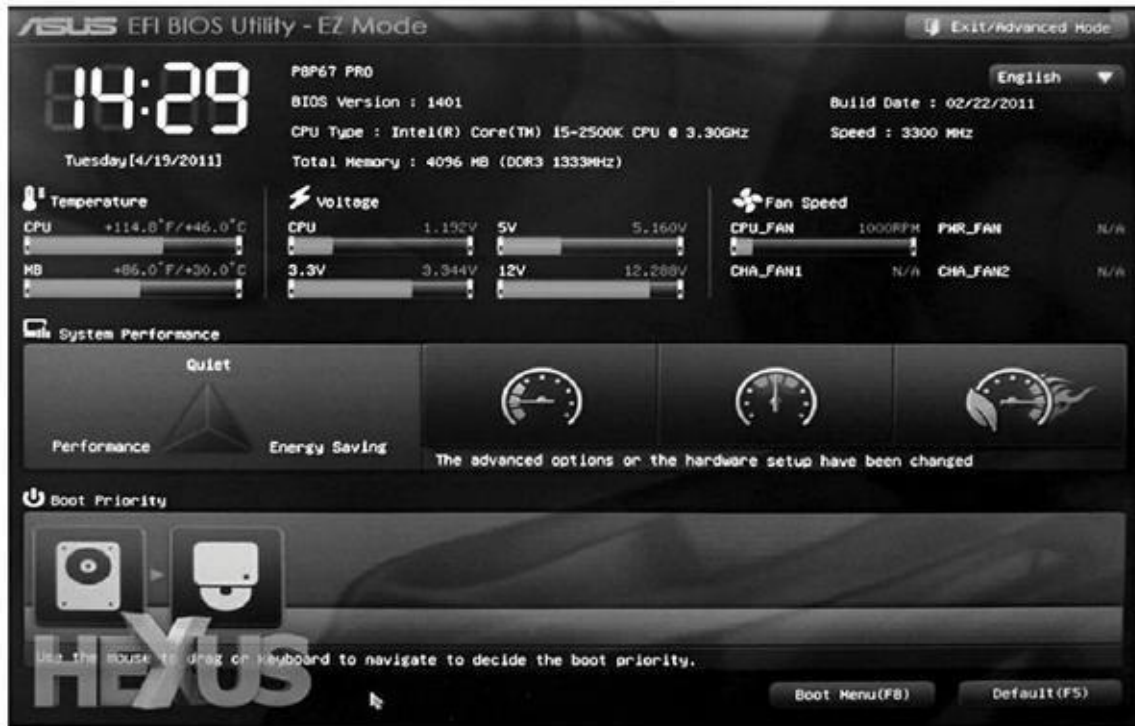 ASUS EFI BIOS Utility - EZ Mode
Exit/Advanced Mode
14:29
Tuesday[4/19/2011]
P8P67 PRO
English
BIOS Version : 1401
Build Date : 02/22/2011
CPU Type : Intel(R) Core(TM) i5-2500K CPU @ 3.30GHz
Speed : 3300 MHz
Total Memory : 4096 MB (DDR3 1333MHz)
Temperature
Voltage
Fan Speed
CPU +114.8°F/+46.0°C
CPU 1.192V
5V 5.160V
CPU_FAN 1000RPM
PWR_FAN N/A
MB +86.0°F/+30.0°C
3.3V 3.344V
12V 12.288V
CHA_FAN1 N/A
CHA_FAN2 N/A
System Performance
Quiet
Performance
Energy Saving
The advanced options or the hardware setup have been changed
Boot Priority
Use the mouse to drag or keyboard to navigate to decide the boot priority.
HEXUS
Boot Menu(F8)
Default(F5)